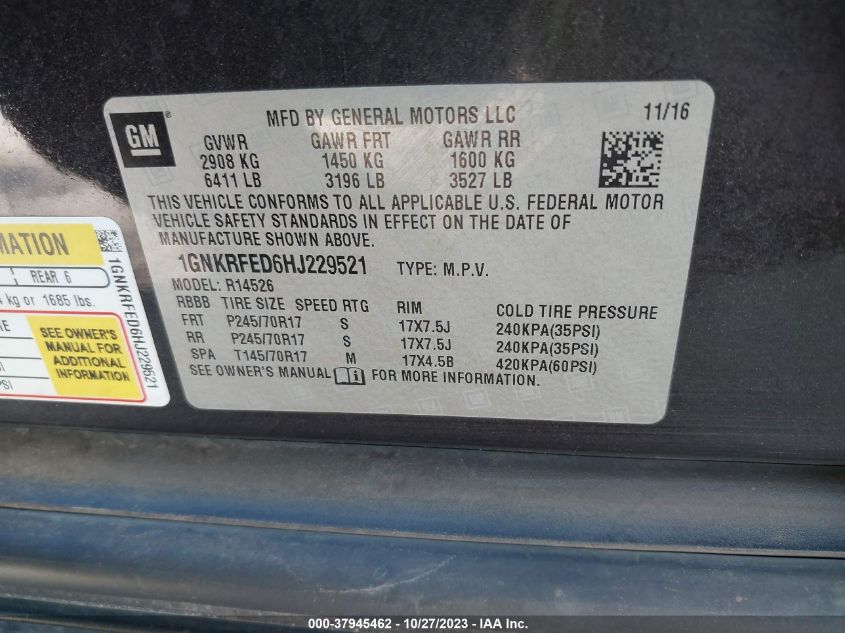 GM ®
MFD BY GENERAL MOTORS LLC
11/16
GVWR GAWR FRT GAWR RR
2908 KG 1450 KG 1600 KG
6411 LB 3196 LB 3527 LB
THIS VEHICLE CONFORMS TO ALL APPLICABLE U.S. FEDERAL MOTOR
VEHICLE SAFETY STANDARDS IN EFFECT ON THE DATE OF
MANUFACTURE SHOWN ABOVE.
1GNKRFED6HJ229521 TYPE: M.P.V.
MODEL: R14526
RBBB TIRE SIZE SPEED RTG RIM COLD TIRE PRESSURE
FRT P245/70R17 S 17X7.5J 240KPA(35PSI)
RR P245/70R17 S 17X7.5J 240KPA(35PSI)
SPA T145/70R17 M 17X4.5B 420KPA(60PSI)
SEE OWNER'S MANUAL FOR MORE INFORMATION.
MATION
REAR 6
kg or 1685 lbs.
SEE OWNER'S
MANUAL FOR
ADDITIONAL
INFORMATION
1GNKRFED6HJ229521
000-37945462 - 10/27/2023 - IAA Inc.